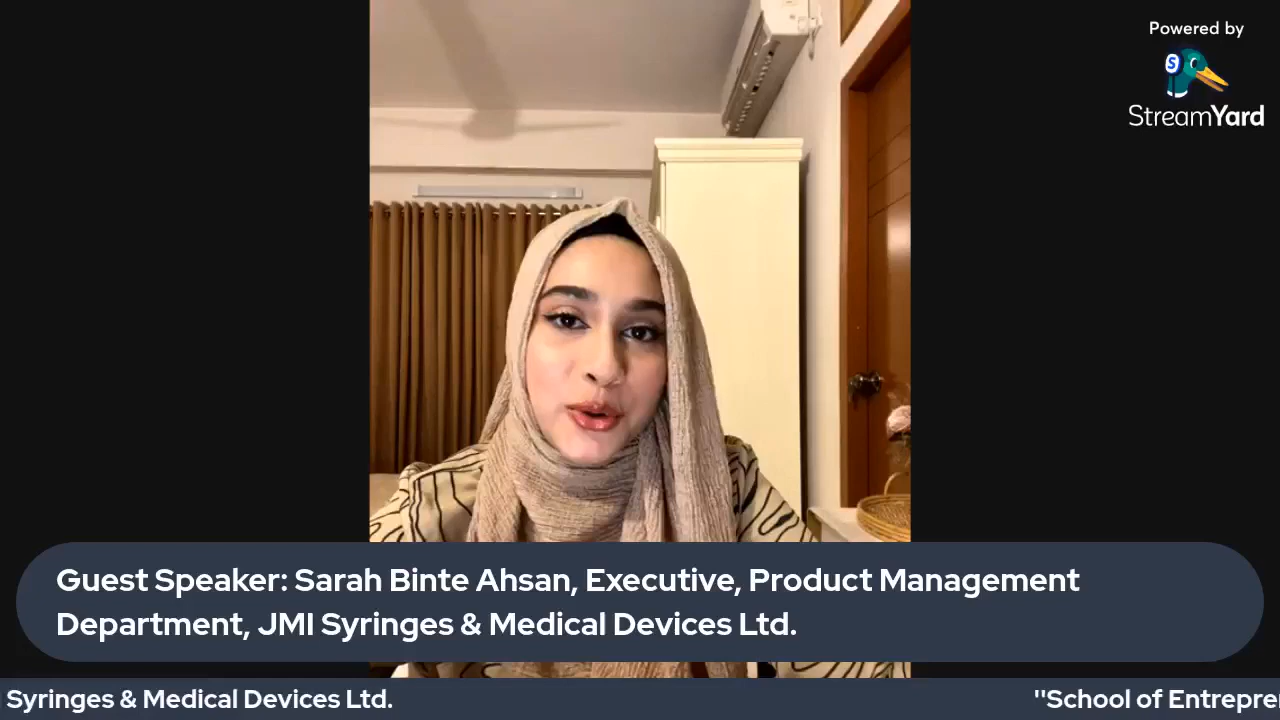 Powered by
S
StreamYard
Guest Speaker: Sarah Binte Ahsan, Executive, Product Management
Department, JMI Syringes & Medical Devices Ltd.
Syringes & Medical Devices Ltd. "School of